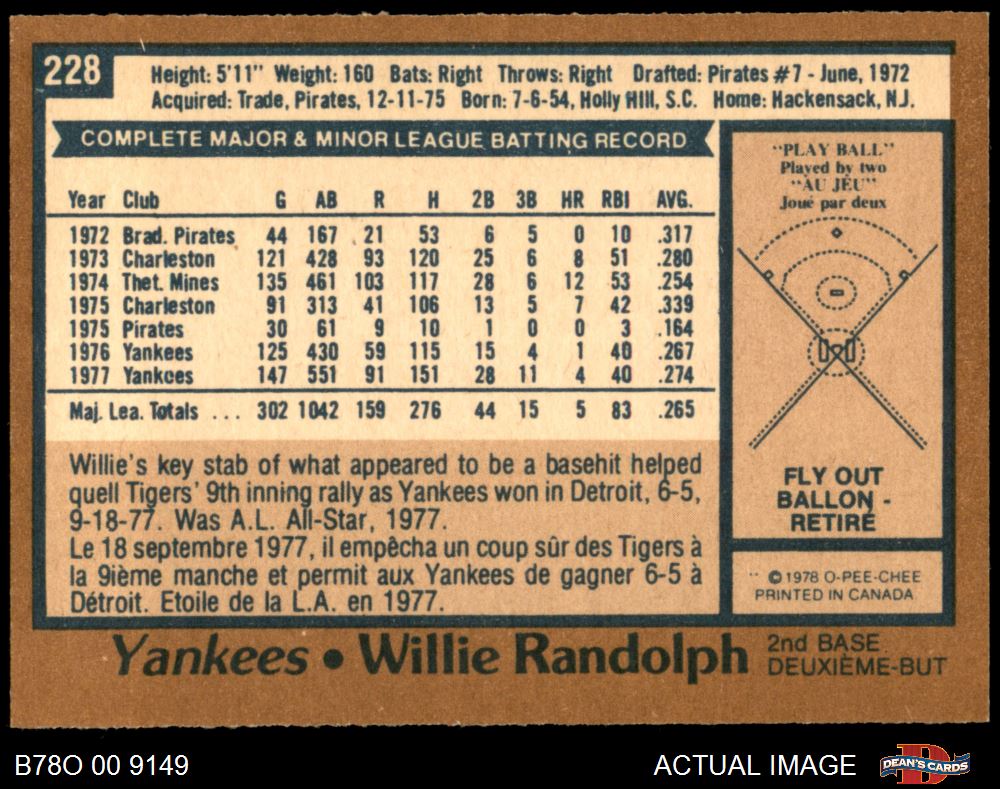 228
Height: 5'11" Weight: 160 Bats: Right Throws: Right Drafted: Pirates #7 - June, 1972
Acquired: Trade, Pirates, 12-11-75 Born: 7-6-54, Holly Hill, S.C. Home: Hackensack, N.J.
COMPLETE MAJOR & MINOR LEAGUE BATTING RECORD
Year Club G AB R H 2B 3B HR RBI AVG.
1972 Brad. Pirates 44 167 21 53 6 5 0 10 .317
1973 Charleston 121 428 93 120 25 6 8 51 .280
1974 Thet. Mines 135 461 103 117 28 6 12 53 .254
1975 Charleston 91 313 41 106 13 5 7 42 .339
1975 Pirates 30 61 9 10 1 0 0 3 .164
1976 Yankees 125 430 59 115 15 4 1 40 .267
1977 Yankees 147 551 91 151 28 11 4 40 .274
Maj. Lea. Totals ... 302 1042 159 276 44 15 5 83 .265
Willie's key stab of what appeared to be a basehit helped
quell Tigers' 9th inning rally as Yankees won in Detroit, 6-5,
9-18-77. Was A.L. All-Star, 1977.
Le 18 septembre 1977, il empêcha un coup sûr des Tigers à
la 9ième manche et permit aux Yankees de gagner 6-5 à
Détroit. Etoile de la L.A. en 1977.
"PLAY BALL"
Played by two
"AU JEU"
Joué par deux
FLY OUT
BALLON -
RETIRÉ
© 1978 O-PEE-CHEE
PRINTED IN CANADA
Yankees • Willie Randolph
2nd BASE
DEUXIÈME-BUT
B78O 00 9149
ACTUAL IMAGE
DEAN'S CARDS